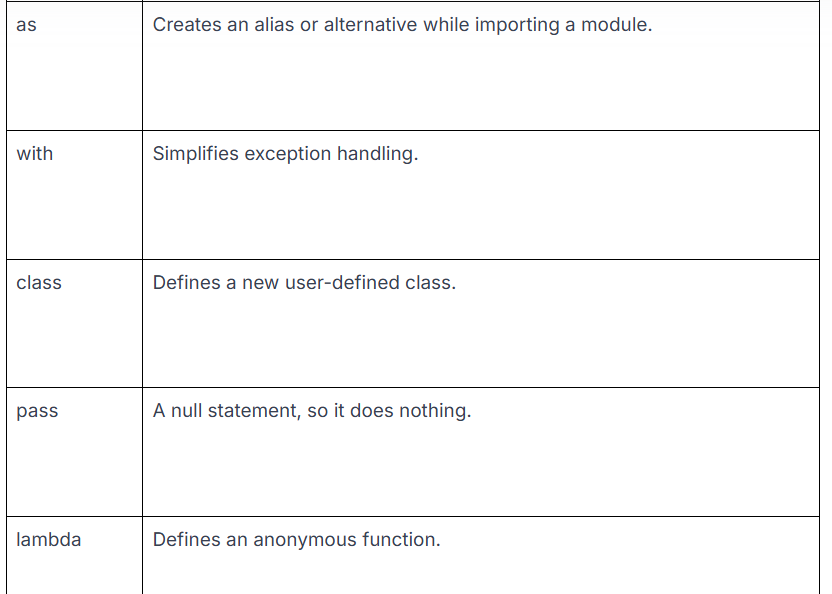 as Creates an alias or alternative while importing a module.
with Simplifies exception handling.
class Defines a new user-defined class.
pass A null statement, so it does nothing.
lambda Defines an anonymous function.